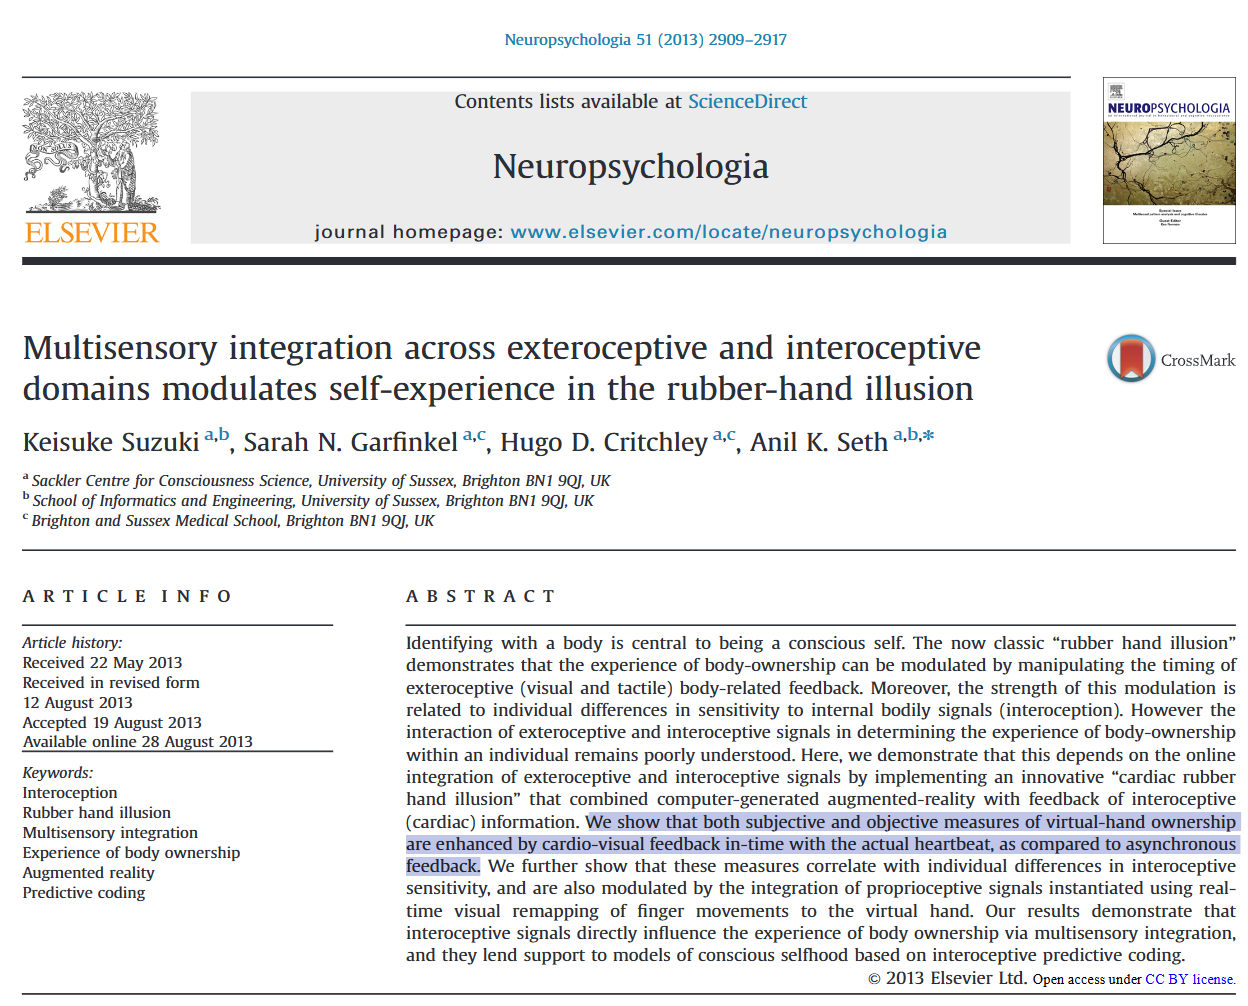 Neuropsychologia 51 (2013) 2909–2917
Contents lists available at ScienceDirect
Neuropsychologia
journal homepage: www.elsevier.com/locate/neuropsychologia
ELSEVIER
NEUROPSYCHOLOGIA
Multisensory integration across exteroceptive and interoceptive
domains modulates self-experience in the rubber-hand illusion
CrossMark
Keisuke Suzuki a,b, Sarah N. Garfinkel a,c, Hugo D. Critchley a,c, Anil K. Seth a,b,*
a Sackler Centre for Consciousness Science, University of Sussex, Brighton BN1 9QJ, UK
b School of Informatics and Engineering, University of Sussex, Brighton BN1 9QJ, UK
c Brighton and Sussex Medical School, Brighton BN1 9QJ, UK
ARTICLE INFO
Article history:
Received 22 May 2013
Received in revised form
12 August 2013
Accepted 19 August 2013
Available online 28 August 2013
Keywords:
Interoception
Rubber hand illusion
Multisensory integration
Experience of body ownership
Augmented reality
Predictive coding
ABSTRACT
Identifying with a body is central to being a conscious self. The now classic “rubber hand illusion”
demonstrates that the experience of body-ownership can be modulated by manipulating the timing of
exteroceptive (visual and tactile) body-related feedback. Moreover, the strength of this modulation is
related to individual differences in sensitivity to internal bodily signals (interoception). However the
interaction of exteroceptive and interoceptive signals in determining the experience of body-ownership
within an individual remains poorly understood. Here, we demonstrate that this depends on the online
integration of exteroceptive and interoceptive signals by implementing an innovative “cardiac rubber
hand illusion” that combined computer-generated augmented-reality with feedback of interoceptive
(cardiac) information. We show that both subjective and objective measures of virtual-hand ownership
are enhanced by cardio-visual feedback in-time with the actual heartbeat, as compared to asynchronous
feedback. We further show that these measures correlate with individual differences in interoceptive
sensitivity, and are also modulated by the integration of proprioceptive signals instantiated using real-
time visual remapping of finger movements to the virtual hand. Our results demonstrate that
interoceptive signals directly influence the experience of body ownership via multisensory integration,
and they lend support to models of conscious selfhood based on interoceptive predictive coding.
© 2013 Elsevier Ltd. Open access under CC BY license.